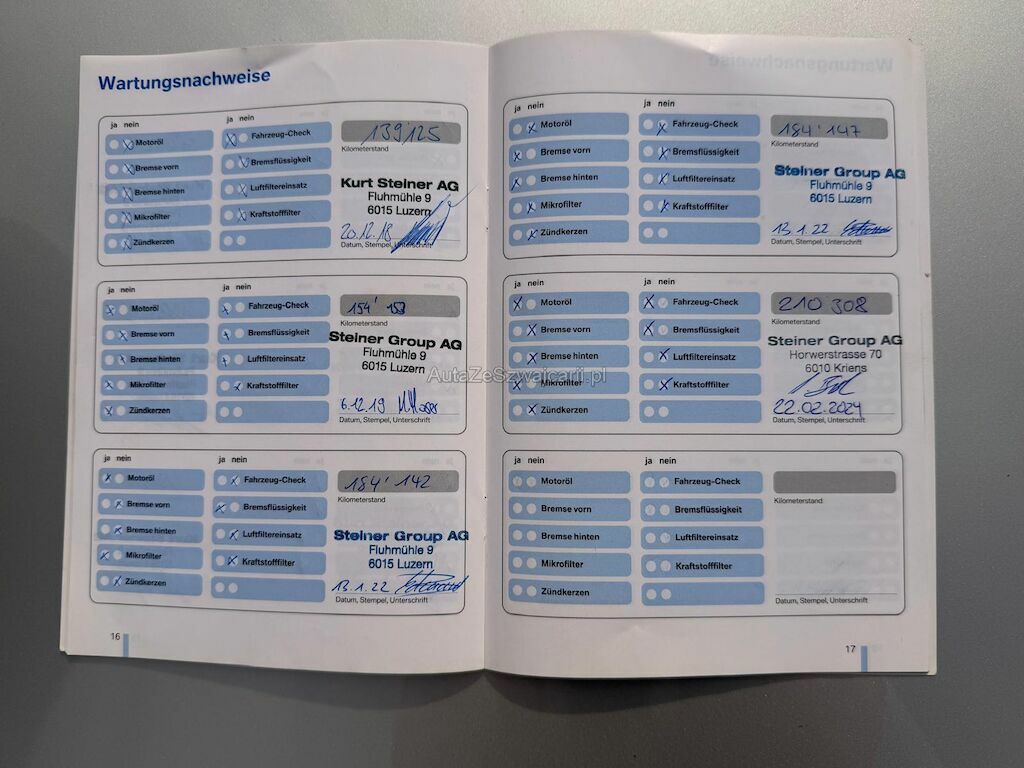 Wartungsnachweise
ja nein
ja nein
Motoröl
Fahrzeug-Check
139'125
Kilometerstand
Bremse vorn
Bremsflüssigkeit
Bremse hinten
Luftfiltereinsatz
Kurt Steiner AG
Fluhmühle 9
6015 Luzern
Mikrofilter
Kraftstofffilter
Zündkerzen
20.12.18
Datum, Stempel, Unterschrift
ja nein
ja nein
Motoröl
Fahrzeug-Check
154' 153
Kilometerstand
Bremse vorn
Bremsflüssigkeit
Bremse hinten
Luftfiltereinsatz
Steiner Group AG
Fluhmühle 9
6015 Luzern
Mikrofilter
Kraftstofffilter
Zündkerzen
6.12.19
Datum, Stempel, Unterschrift
ja nein
ja nein
Motoröl
Fahrzeug-Check
184' 142
Kilometerstand
Bremse vorn
Bremsflüssigkeit
Bremse hinten
Luftfiltereinsatz
Steiner Group AG
Fluhmühle 9
6015 Luzern
Mikrofilter
Kraftstofffilter
Zündkerzen
13.1.22
Datum, Stempel, Unterschrift
16
ja nein
ja nein
Motoröl
Fahrzeug-Check
184' 147
Kilometerstand
Bremse vorn
Bremsflüssigkeit
Bremse hinten
Luftfiltereinsatz
Steiner Group AG
Fluhmühle 9
6015 Luzern
Mikrofilter
Kraftstofffilter
Zündkerzen
13.1.22
Datum, Stempel, Unterschrift
ja nein
ja nein
Motoröl
Fahrzeug-Check
210 308
Kilometerstand
Bremse vorn
Bremsflüssigkeit
Bremse hinten
Luftfiltereinsatz
Steiner Group AG
Horwerstrasse 70
6010 Kriens
Mikrofilter
Kraftstofffilter
Zündkerzen
22.02.2024
Datum, Stempel, Unterschrift
ja nein
ja nein
Motoröl
Fahrzeug-Check
Kilometerstand
Bremse vorn
Bremsflüssigkeit
Bremse hinten
Luftfiltereinsatz
Mikrofilter
Kraftstofffilter
Zündkerzen
Datum, Stempel, Unterschrift
17
AutaZeSzwajcarii.pl